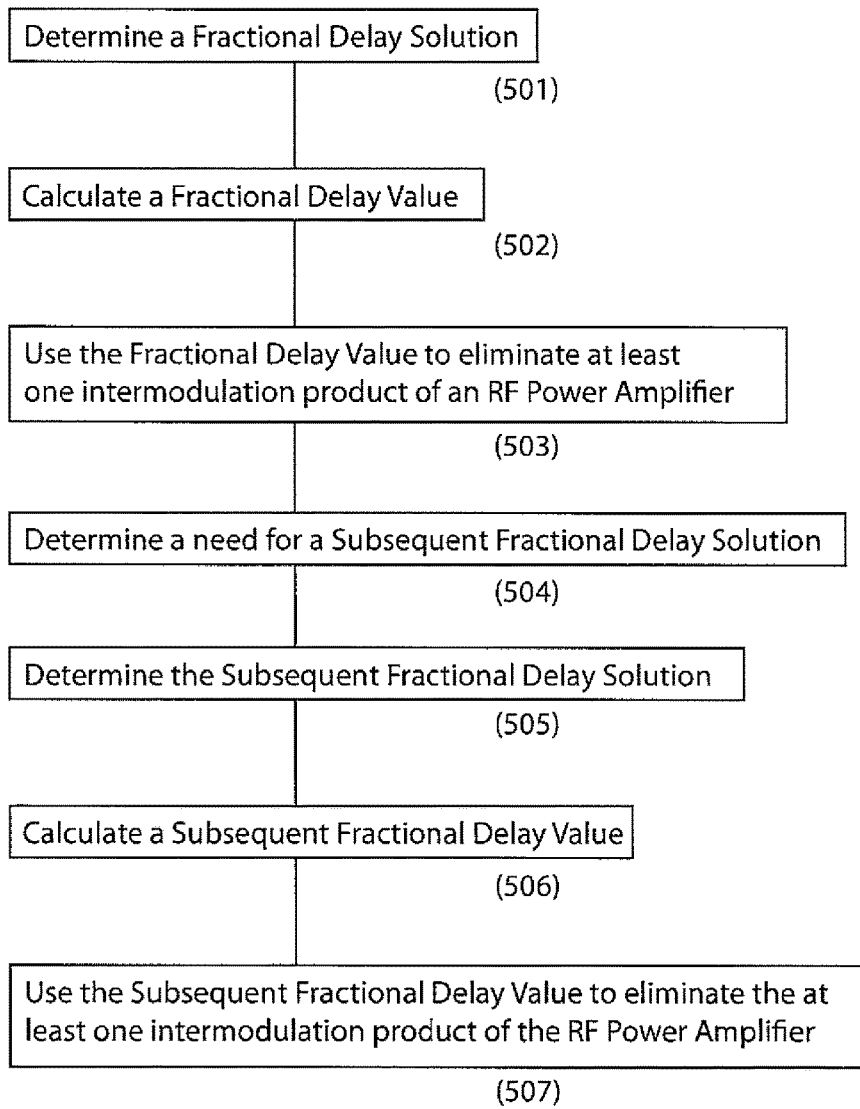 Determine a Fractional Delay Solution
(501)
Calculate a Fractional Delay Value
(502)
Use the Fractional Delay Value to eliminate at least
one intermodulation product of an RF Power Amplifier
(503)
Determine a need for a Subsequent Fractional Delay Solution
(504)
Determine the Subsequent Fractional Delay Solution
(505)
Calculate a Subsequent Fractional Delay Value
(506)
Use the Subsequent Fractional Delay Value to eliminate the at
least one intermodulation product of the RF Power Amplifier
(507)